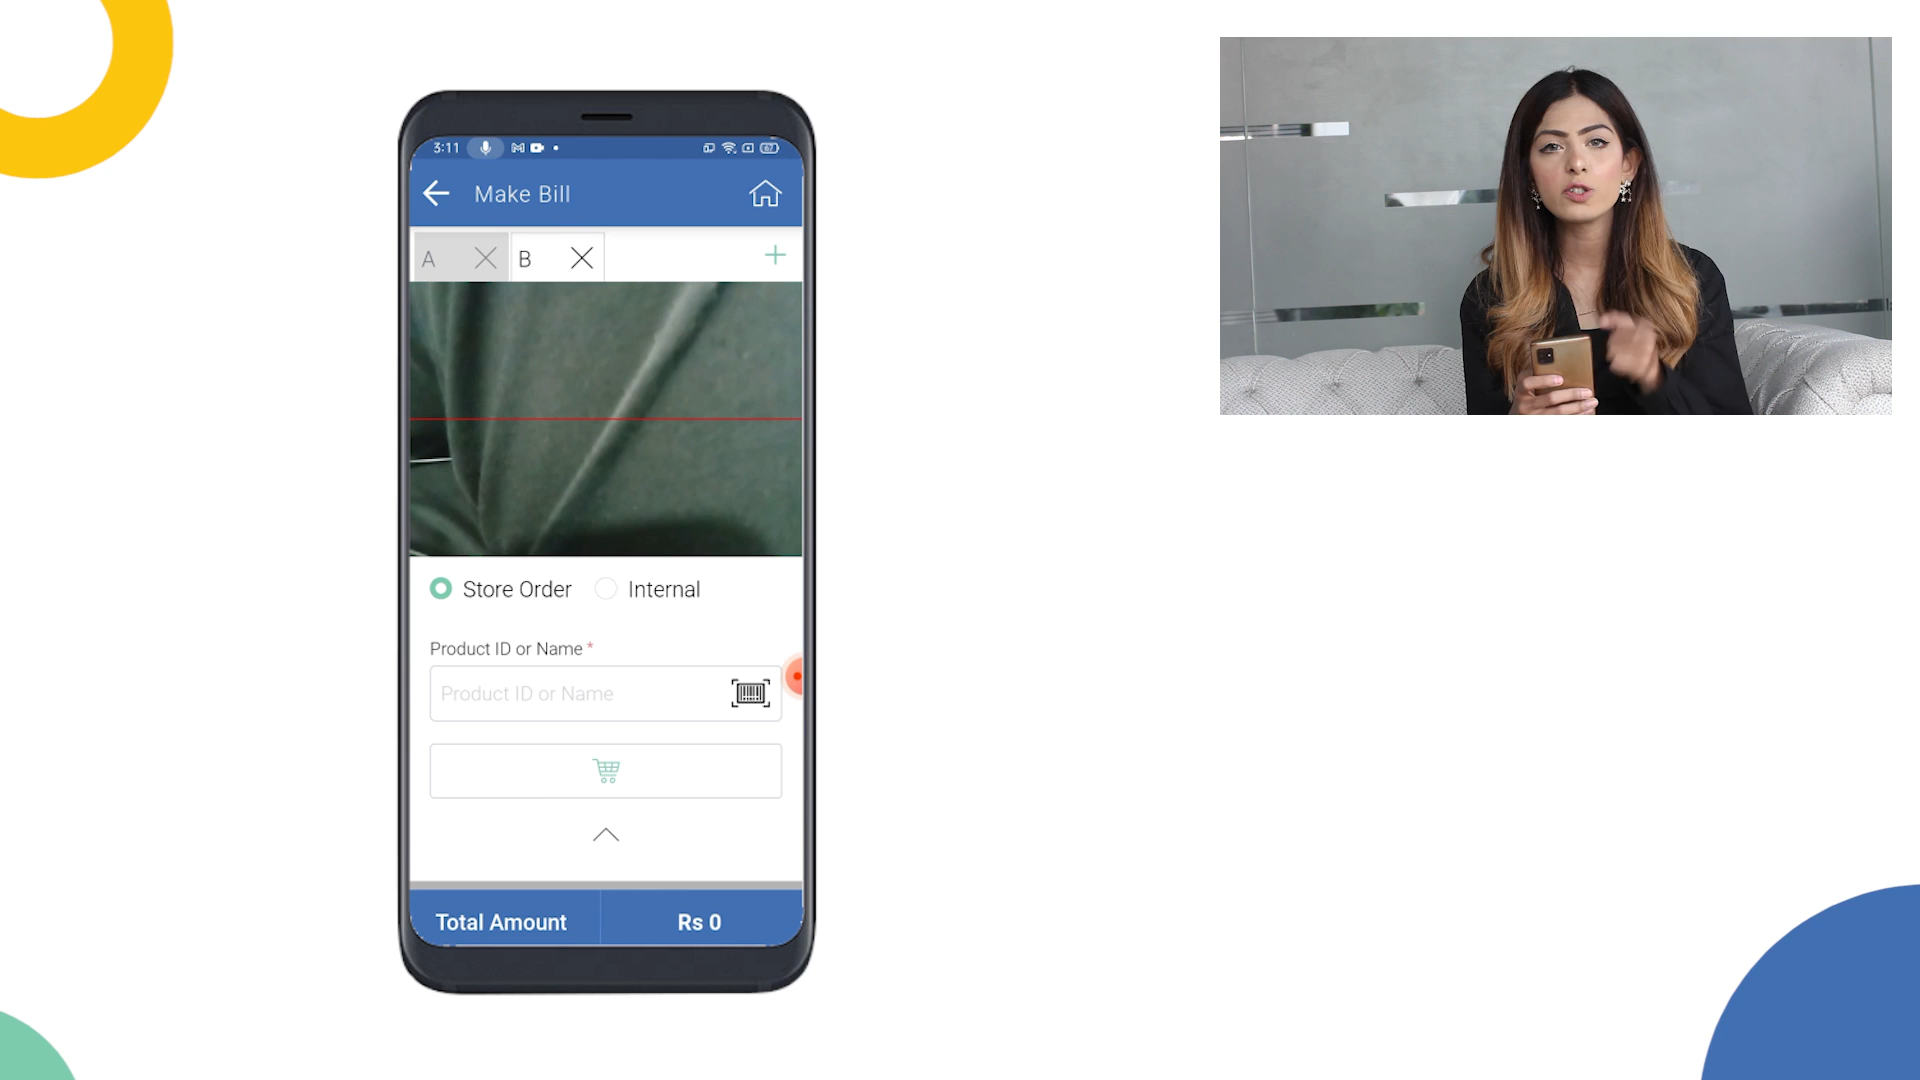 3:11
Make Bill
A
B
Store Order Internal
Product ID or Name *
Product ID or Name
Total Amount Rs 0